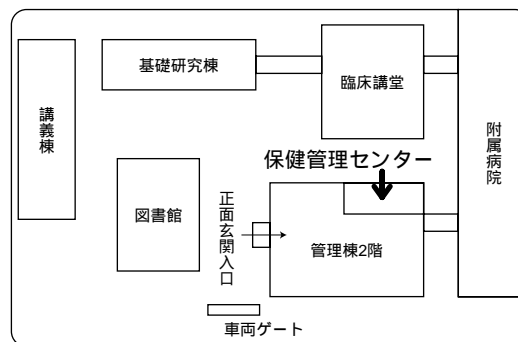 基礎研究棟
臨床講堂
講義棟
附属病院
保健管理センター
図書館
正面玄関入口
管理棟2階
車両ゲート